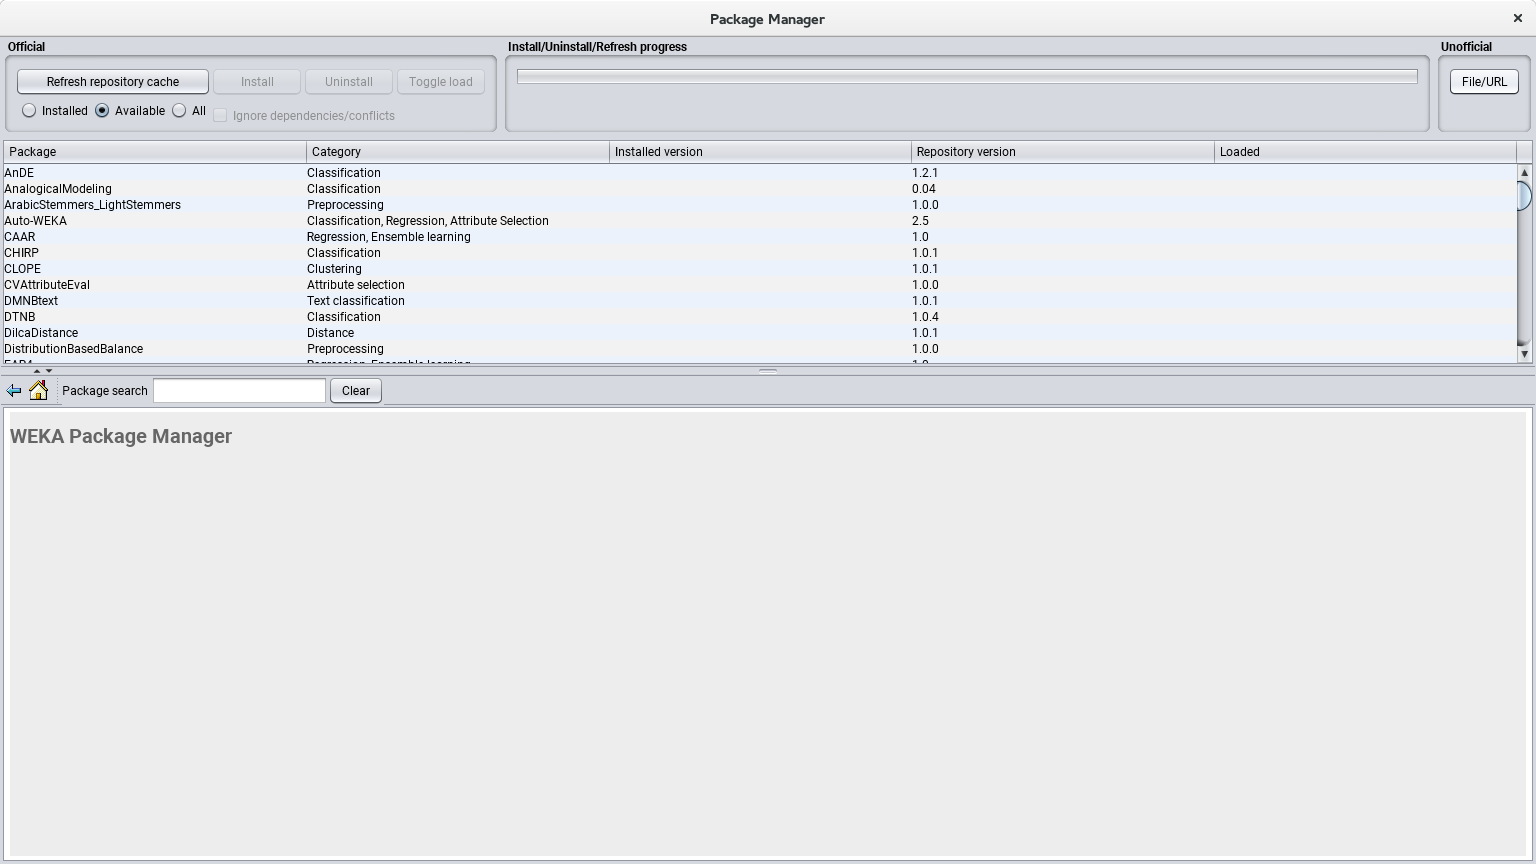 Package Manager
Official
Install/Uninstall/Refresh progress
Unofficial
Refresh repository cache Install Uninstall Toggle load
File/URL
Installed Available All Ignore dependencies/conflicts
Package Category Installed version Repository version Loaded
AnDE Classification 1.2.1
AnalogicalModeling Classification 0.04
ArabicStemmers_LightStemmers Preprocessing 1.0.0
Auto-WEKA Classification, Regression, Attribute Selection 2.5
CAAR Regression, Ensemble learning 1.0
CHIRP Classification 1.0.1
CLOPE Clustering 1.0.1
CVAttributeEval Attribute selection 1.0.0
DMNBtext Text classification 1.0.1
DTNB Classification 1.0.4
DilcaDistance Distance 1.0.1
DistributionBasedBalance Preprocessing 1.0.0
Regression, Ensemble learning 1.0
Package search Clear
WEKA Package Manager